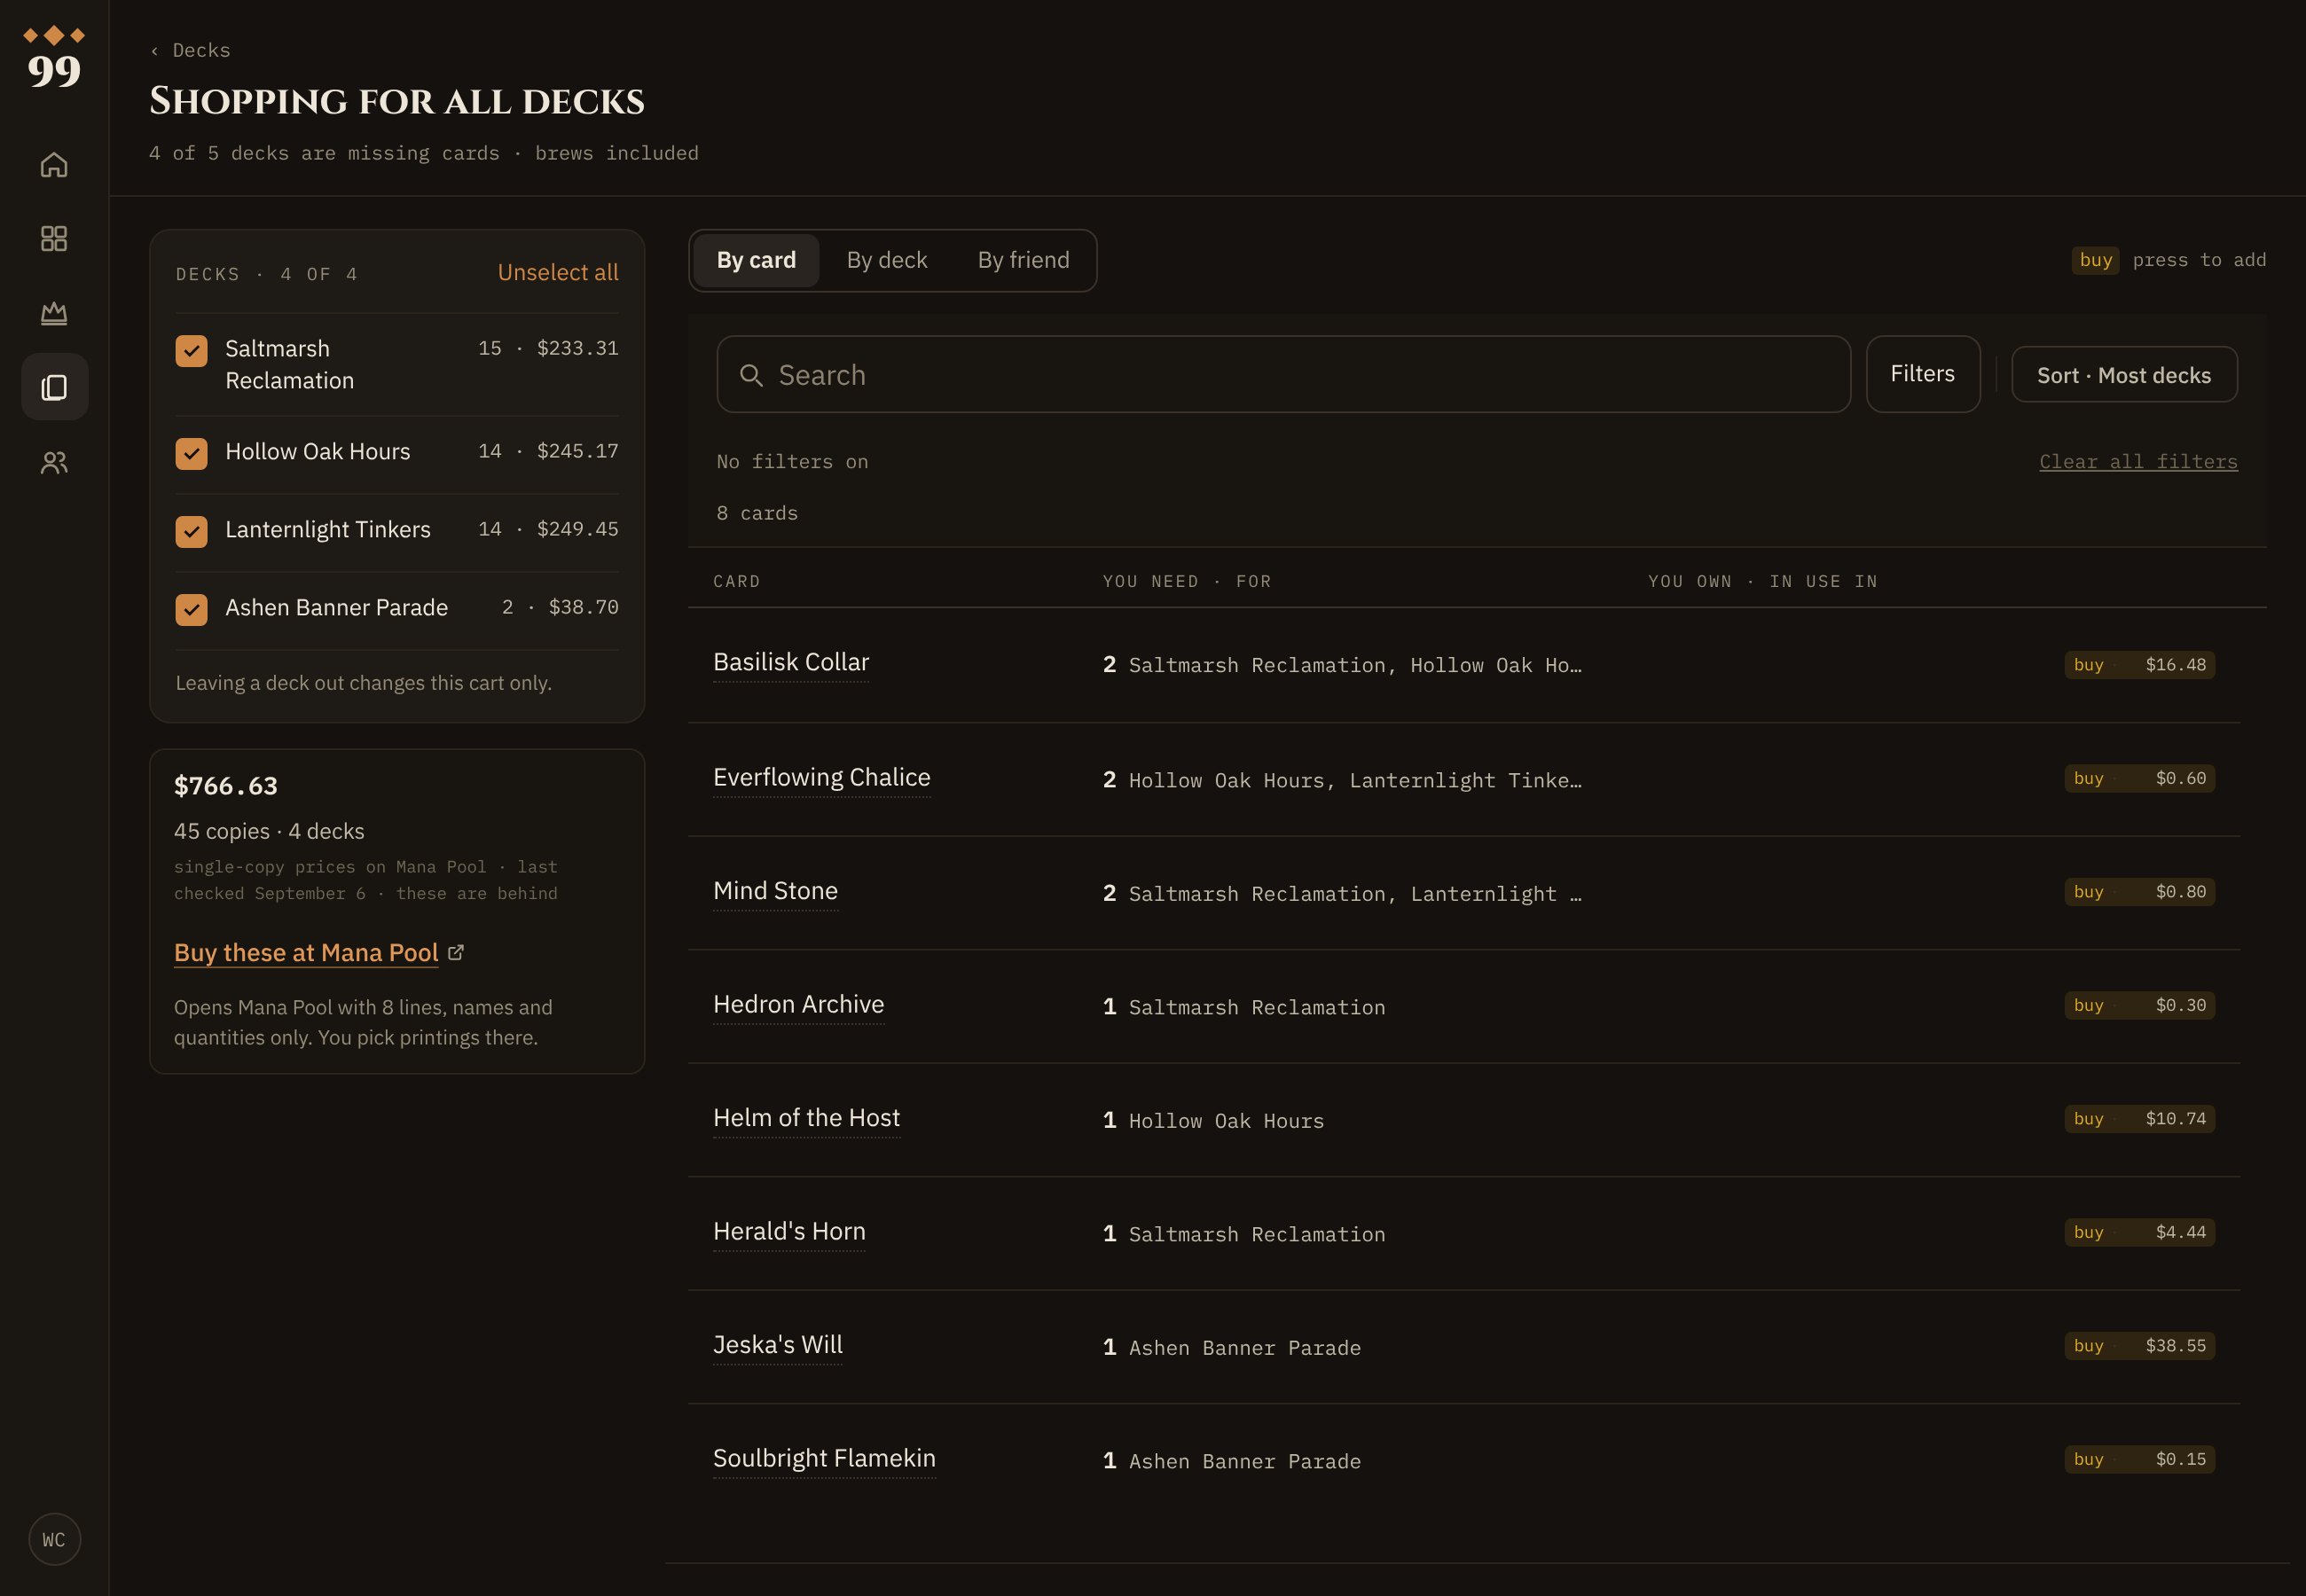 99
‹ Decks
Shopping for all decks
4 of 5 decks are missing cards · brews included
DECKS · 4 OF 4
Unselect all
Saltmarsh Reclamation
15 · $233.31
Hollow Oak Hours
14 · $245.17
Lanternlight Tinkers
14 · $249.45
Ashen Banner Parade
2 · $38.70
Leaving a deck out changes this cart only.
$766.63
45 copies · 4 decks
single-copy prices on Mana Pool · last
checked September 6 · these are behind
Buy these at Mana Pool
Opens Mana Pool with 8 lines, names and
quantities only. You pick printings there.
By card
By deck
By friend
buy press to add
Search
Filters
Sort · Most decks
No filters on
Clear all filters
8 cards
CARD
YOU NEED · FOR
YOU OWN · IN USE IN
Basilisk Collar
2 Saltmarsh Reclamation, Hollow Oak Ho…
buy · $16.48
Everflowing Chalice
2 Hollow Oak Hours, Lanternlight Tinke…
buy · $0.60
Mind Stone
2 Saltmarsh Reclamation, Lanternlight …
buy · $0.80
Hedron Archive
1 Saltmarsh Reclamation
buy · $0.30
Helm of the Host
1 Hollow Oak Hours
buy · $10.74
Herald's Horn
1 Saltmarsh Reclamation
buy · $4.44
Jeska's Will
1 Ashen Banner Parade
buy · $38.55
Soulbright Flamekin
1 Ashen Banner Parade
buy · $0.15
WC